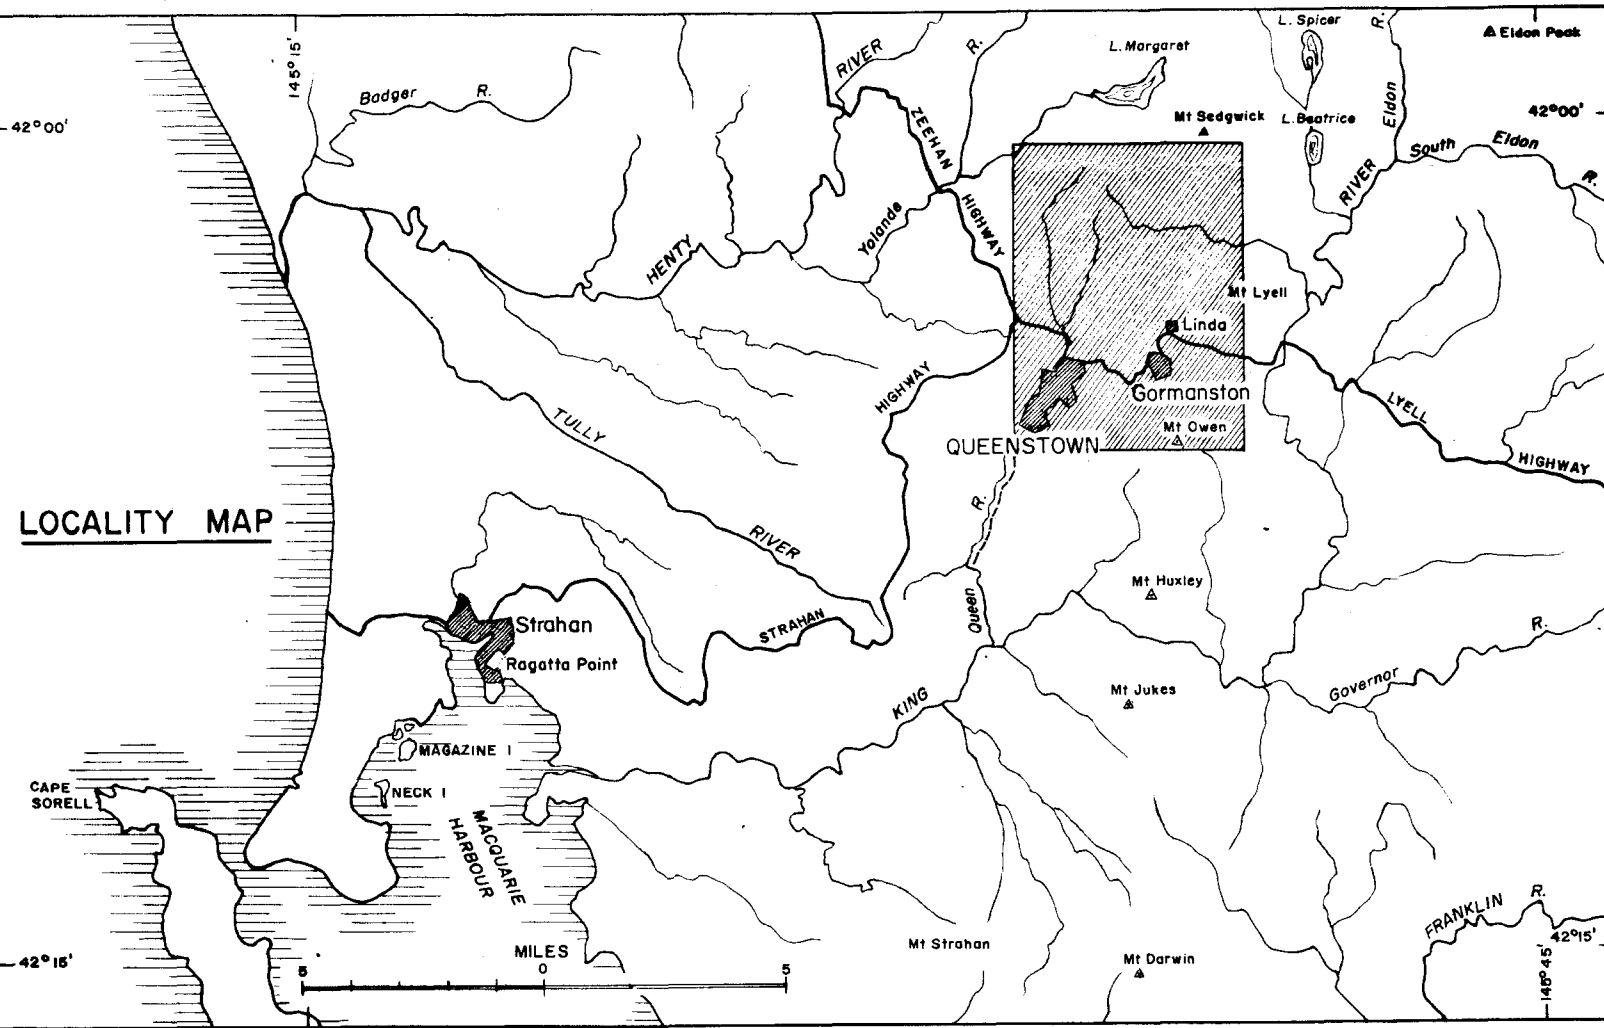 L. Spicer
R.
Eldon Peak
145°15'
RIVER
R.
L. Margaret
Badger R.
42°00'
ZEEHAN
HIGHWAY
Mt Sedgwick
L. Beatrice
Eldon
42°00'
South Eldon
R.
RIVER
Yolande
HENTY
Mt Lyell
Linda
HIGHWAY
Gormanston
LYELL
HIGHWAY
TULLY
RIVER
Mt Owen
QUEENSTOWN
R.
LOCALITY MAP
Mt Huxley
Queen
STRAHAN
Strahan
Ragatta Point
R.
Governor
Mt Jukes
KING
MAGAZINE I
NECK I
CAPE
SORELL
MACQUARIE
HARBOUR
FRANKLIN R.
Mt Strahan
42°15'
MILES
Mt Darwin
42°15'
5 0 5
145°45'